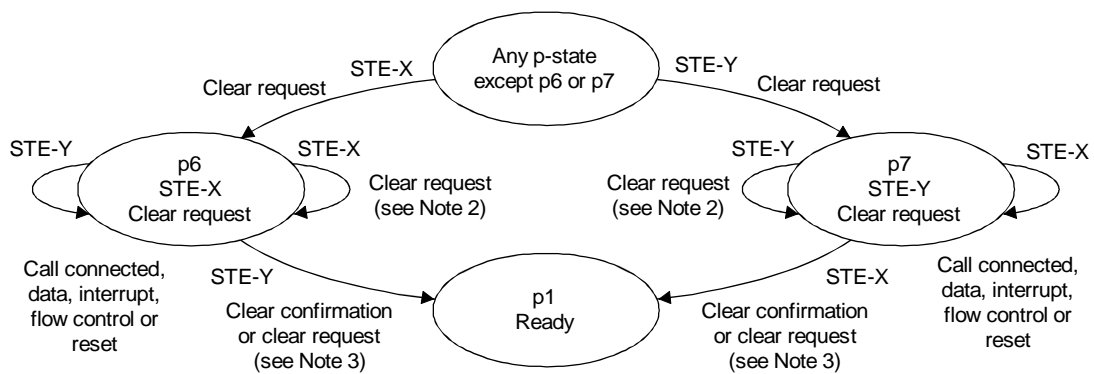 Any p-state
except p6 or p7
STE-X
STE-Y
Clear request
Clear request
STE-Y
p6
STE-X
Clear request
STE-X
Clear request
(see Note 2)
STE-Y
Clear request
(see Note 2)
p7
STE-Y
Clear request
STE-X
Call connected,
data, interrupt,
flow control or
reset
STE-Y
Clear confirmation
or clear request
(see Note 3)
p1
Ready
STE-X
Clear confirmation
or clear request
(see Note 3)
Call connected,
data, interrupt,
flow control or
reset